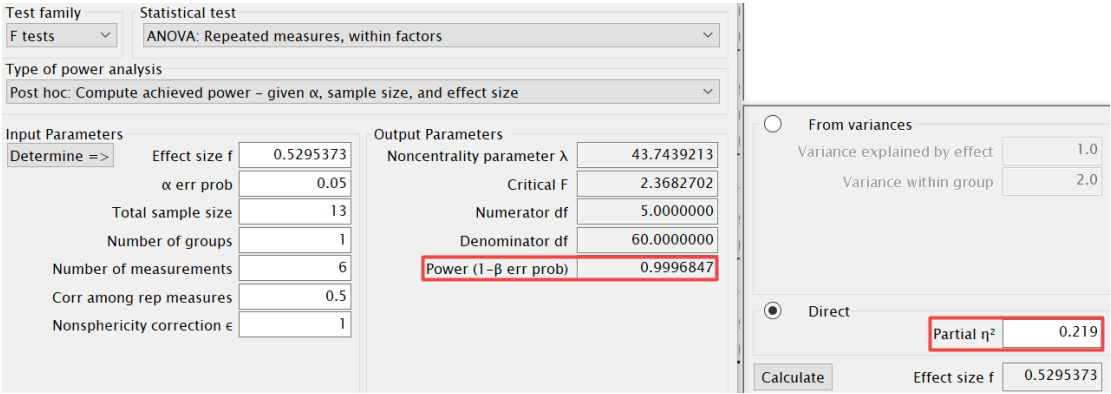 Test family Statistical test
F tests ANOVA: Repeated measures, within factors
Type of power analysis
Post hoc: Compute achieved power – given α, sample size, and effect size
Input Parameters
Determine => Effect size f 0.5295373
α err prob 0.05
Total sample size 13
Number of groups 1
Number of measurements 6
Corr among rep measures 0.5
Nonsphericity correction ϵ 1
Output Parameters
Noncentrality parameter λ 43.7439213
Critical F 2.3682702
Numerator df 5.0000000
Denominator df 60.0000000
Power (1-β err prob) 0.9996847
From variances
Variance explained by effect 1.0
Variance within group 2.0
Direct
Partial η² 0.219
Calculate Effect size f 0.5295373